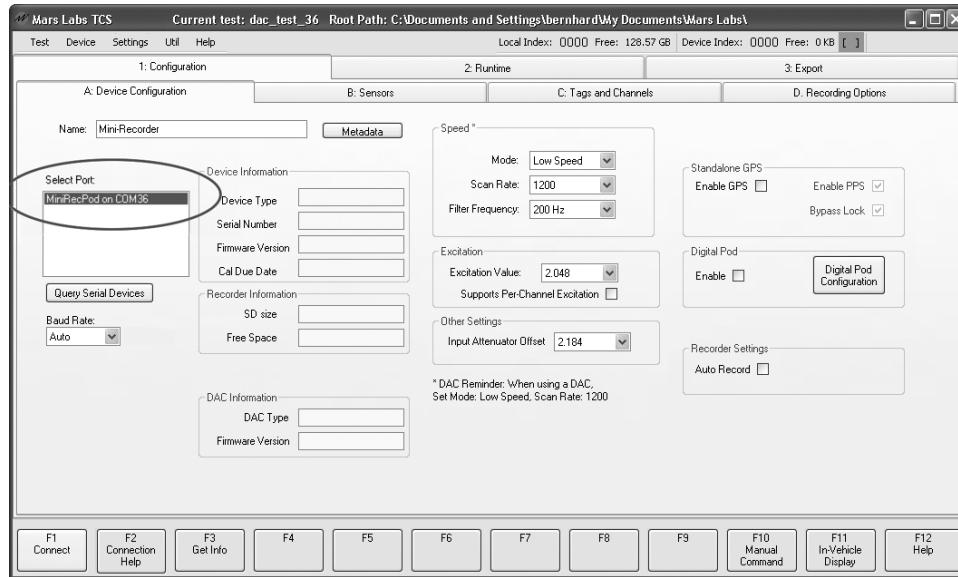 Mars Labs TCS Current test: dac_test_36 Root Path: C:\Documents and Settings\bernhard\My Documents\Mars Labs\
Test Device Settings Util Help Local Index: 0000 Free: 128.57 GB Device Index: 0000 Free: 0 KB [ ]
1: Configuration 2: Runtime 3: Export
A: Device Configuration B: Sensors C: Tags and Channels D. Recording Options
Name: Mini-Recorder Metadata
Select Port:
MiniRecPod on COM36
Query Serial Devices
Baud Rate:
Auto
Device Information
Device Type
Serial Number
Firmware Version
Cal Due Date
Recorder Information
SD size
Free Space
DAC Information
DAC Type
Firmware Version
Speed *
Mode: Low Speed
Scan Rate: 1200
Filter Frequency: 200 Hz
Excitation
Excitation Value: 2.048
Supports Per-Channel Excitation
Other Settings
Input Attenuator Offset 2.184
* DAC Reminder: When using a DAC,
Set Mode: Low Speed, Scan Rate: 1200
Standalone GPS
Enable GPS Enable PPS
Bypass Lock
Digital Pod
Enable
Digital Pod
Configuration
Recorder Settings
Auto Record
F1
Connect
F2
Connection
Help
F3
Get Info
F4
F5
F6
F7
F8
F9
F10
Manual
Command
F11
In-Vehicle
Display
F12
Help